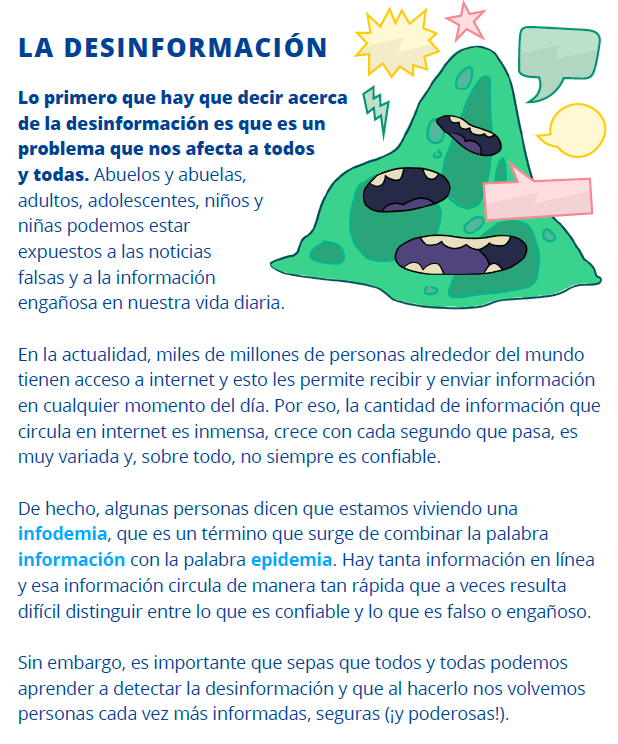 LA DESINFORMACIÓN
Lo primero que hay que decir acerca
de la desinformación es que es un
problema que nos afecta a todos
y todas. Abuelos y abuelas,
adultos, adolescentes, niños y
niñas podemos estar
expuestos a las noticias
falsas y a la información
engañosa en nuestra vida diaria.
En la actualidad, miles de millones de personas alrededor del mundo
tienen acceso a internet y esto les permite recibir y enviar información
en cualquier momento del día. Por eso, la cantidad de información que
circula en internet es inmensa, crece con cada segundo que pasa, es
muy variada y, sobre todo, no siempre es confiable.
De hecho, algunas personas dicen que estamos viviendo una
infodemia, que es un término que surge de combinar la palabra
información con la palabra epidemia. Hay tanta información en línea
y esa información circula de manera tan rápida que a veces resulta
difícil distinguir entre lo que es confiable y lo que es falso o engañoso.
Sin embargo, es importante que sepas que todos y todas podemos
aprender a detectar la desinformación y que al hacerlo nos volvemos
personas cada vez más informadas, seguras (¡y poderosas!).